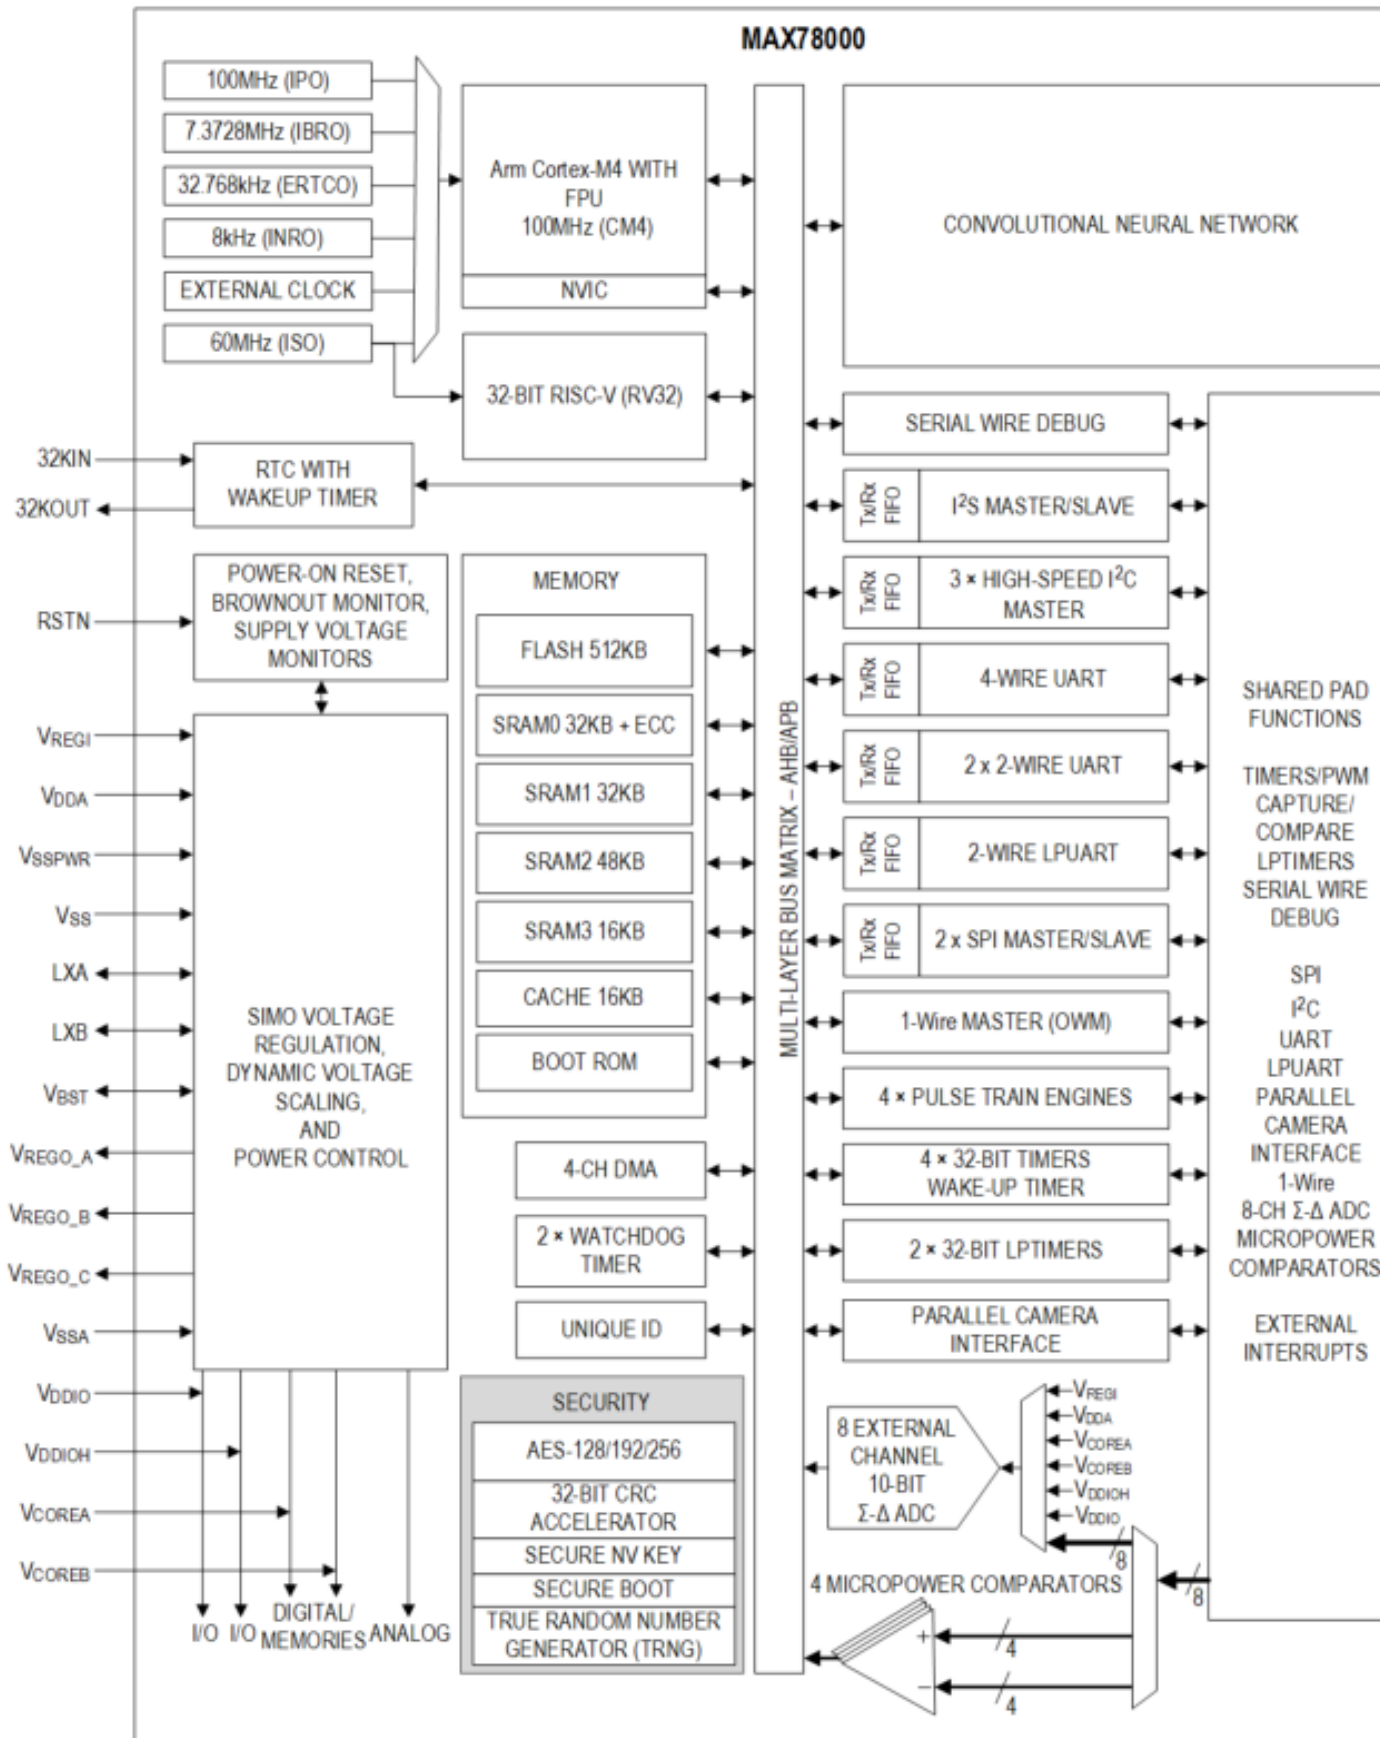 MAX78000
100MHz (IPO)
7.3728MHz (IBRO)
32.768kHz (ERTCO)
8kHz (INRO)
EXTERNAL CLOCK
60MHz (ISO)
Arm Cortex-M4 WITH
FPU
100MHz (CM4)
NVIC
32-BIT RISC-V (RV32)
CONVOLUTIONAL NEURAL NETWORK
32KIN
32KOUT
RTC WITH
WAKEUP TIMER
RSTN
POWER-ON RESET,
BROWNOUT MONITOR,
SUPPLY VOLTAGE
MONITORS
VREGI
VDDA
VSSPWR
VSS
LXA
LXB
VBST
VREGO_A
VREGO_B
VREGO_C
VSSA
VDDIO
VDDIOH
VCOREA
VCOREB
SIMO VOLTAGE
REGULATION,
DYNAMIC VOLTAGE
SCALING,
AND
POWER CONTROL
I/O
I/O
DIGITAL/
MEMORIES
ANALOG
MEMORY
FLASH 512KB
SRAM0 32KB + ECC
SRAM1 32KB
SRAM2 48KB
SRAM3 16KB
CACHE 16KB
BOOT ROM
4-CH DMA
2 × WATCHDOG
TIMER
UNIQUE ID
SECURITY
AES-128/192/256
32-BIT CRC
ACCELERATOR
SECURE NV KEY
SECURE BOOT
TRUE RANDOM NUMBER
GENERATOR (TRNG)
MULTI-LAYER BUS MATRIX – AHB/APB
SERIAL WIRE DEBUG
Tx/Rx
FIFO
I²S MASTER/SLAVE
Tx/Rx
FIFO
3 × HIGH-SPEED I²C
MASTER
Tx/Rx
FIFO
4-WIRE UART
Tx/Rx
FIFO
2 x 2-WIRE UART
Tx/Rx
FIFO
2-WIRE LPUART
Tx/Rx
FIFO
2 x SPI MASTER/SLAVE
1-Wire MASTER (OWM)
4 × PULSE TRAIN ENGINES
4 × 32-BIT TIMERS
WAKE-UP TIMER
2 × 32-BIT LPTIMERS
PARALLEL CAMERA
INTERFACE
8 EXTERNAL
CHANNEL
10-BIT
Σ-Δ ADC
VREGI
VDDA
VCOREA
VCOREB
VDDIOH
VDDIO
8
8
4 MICROPOWER COMPARATORS
+
4
−
4
SHARED PAD
FUNCTIONS
TIMERS/PWM
CAPTURE/
COMPARE
LPTIMERS
SERIAL WIRE
DEBUG
SPI
I²C
UART
LPUART
PARALLEL
CAMERA
INTERFACE
1-Wire
8-CH Σ-Δ ADC
MICROPOWER
COMPARATORS
EXTERNAL
INTERRUPTS